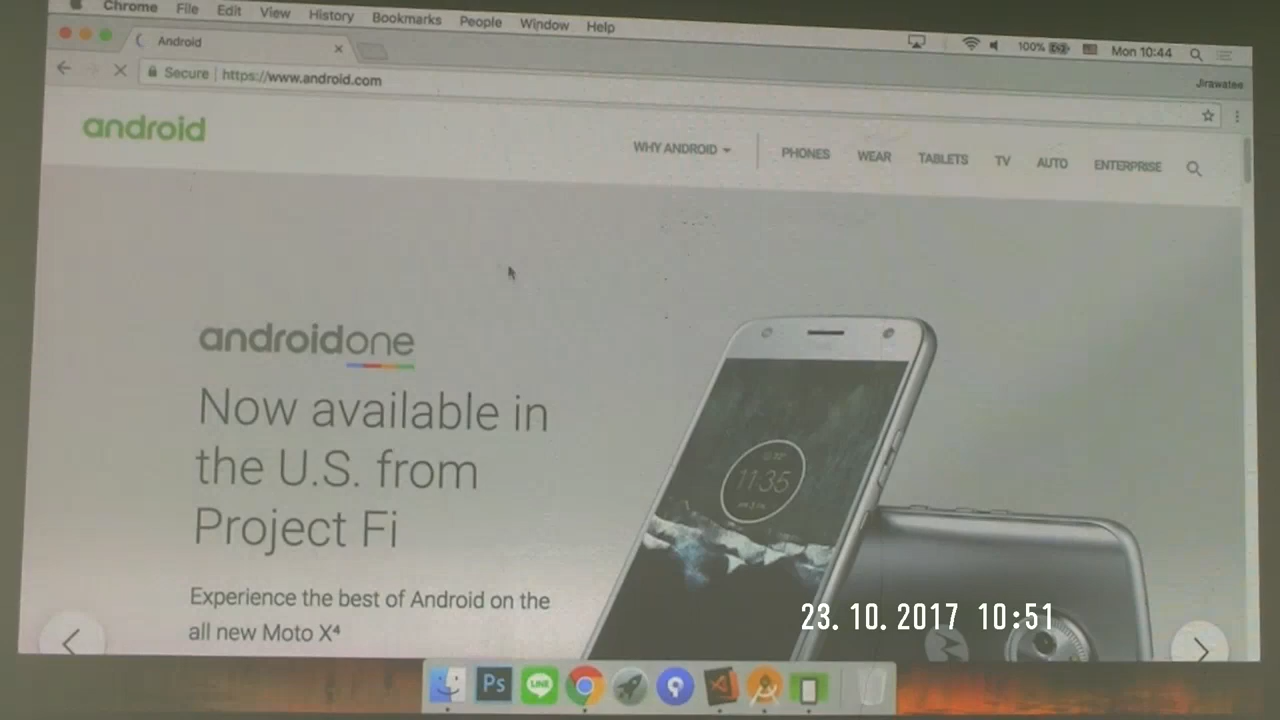 Chrome File Edit View History Bookmarks People Window Help
100% Mon 10:44
Android
Jirawatee
Secure | https://www.android.com
android
WHY ANDROID PHONES WEAR TABLETS TV AUTO ENTERPRISE
androidone
Now available in
the U.S. from
Project Fi
Experience the best of Android on the
all new Moto X⁴
11:35
23. 10. 2017 10:51
Ps
LINE